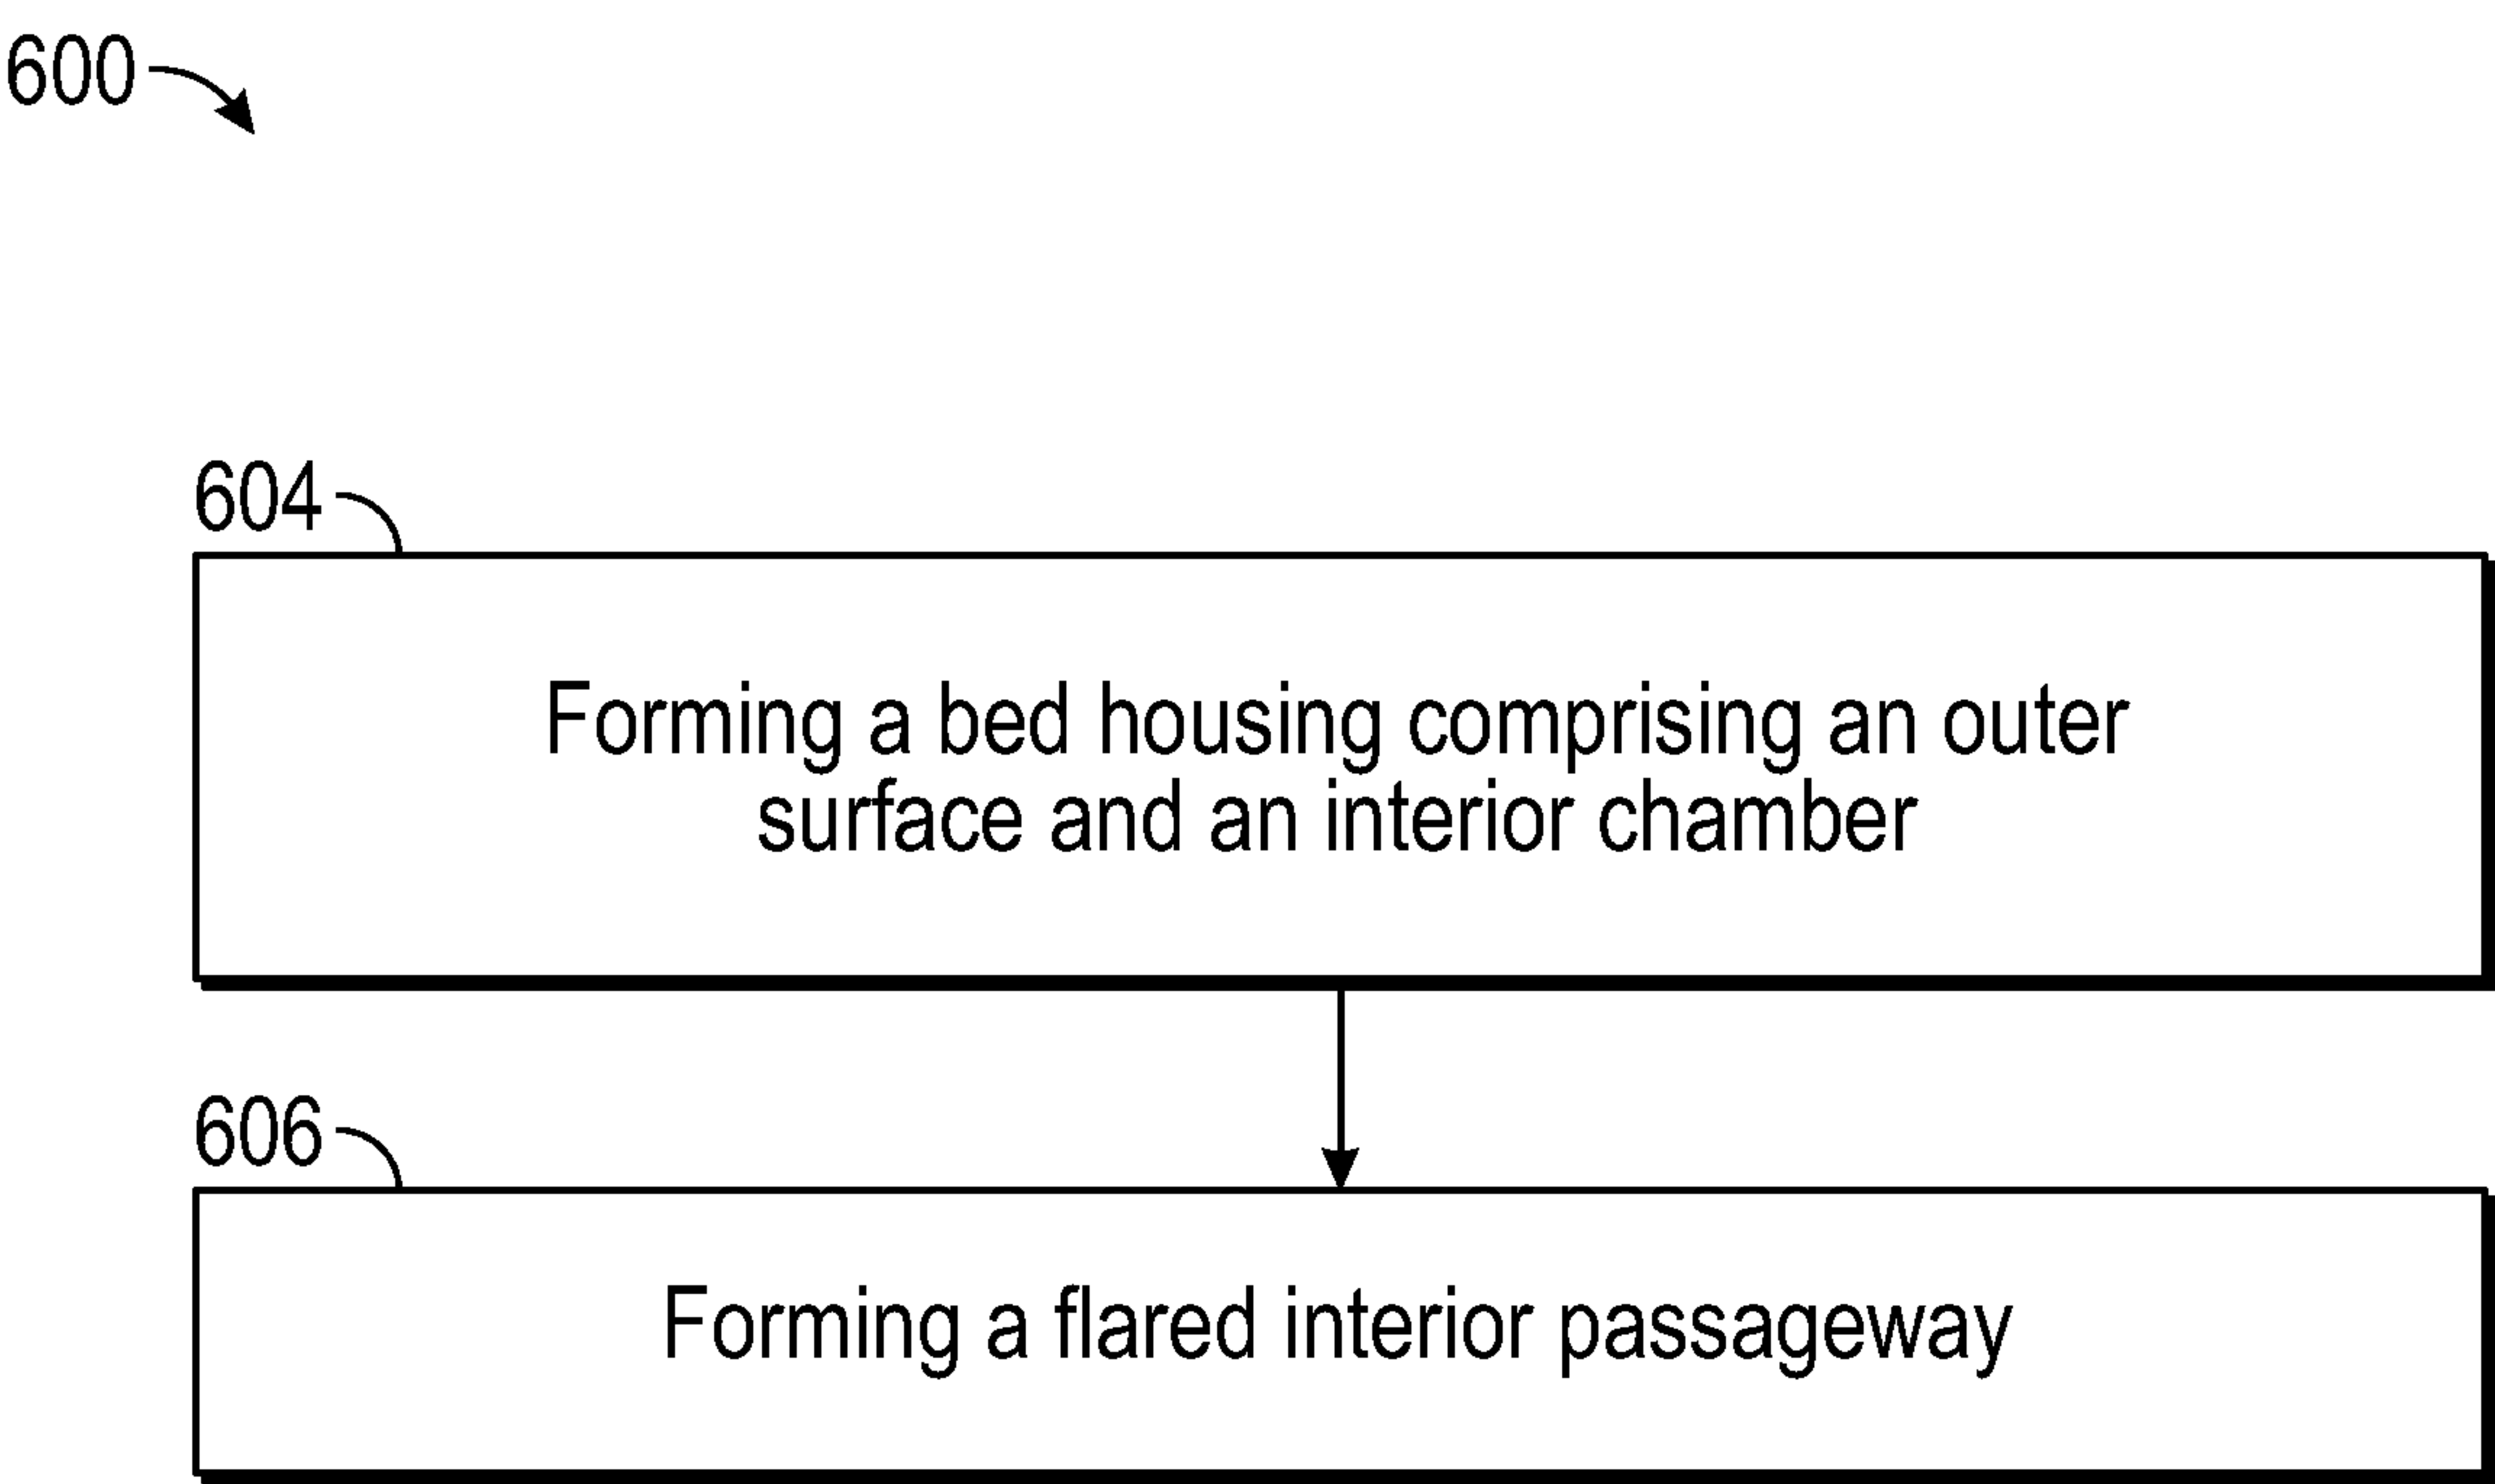 600
604
Forming a bed housing comprising an outer
surface and an interior chamber
606
Forming a flared interior passageway